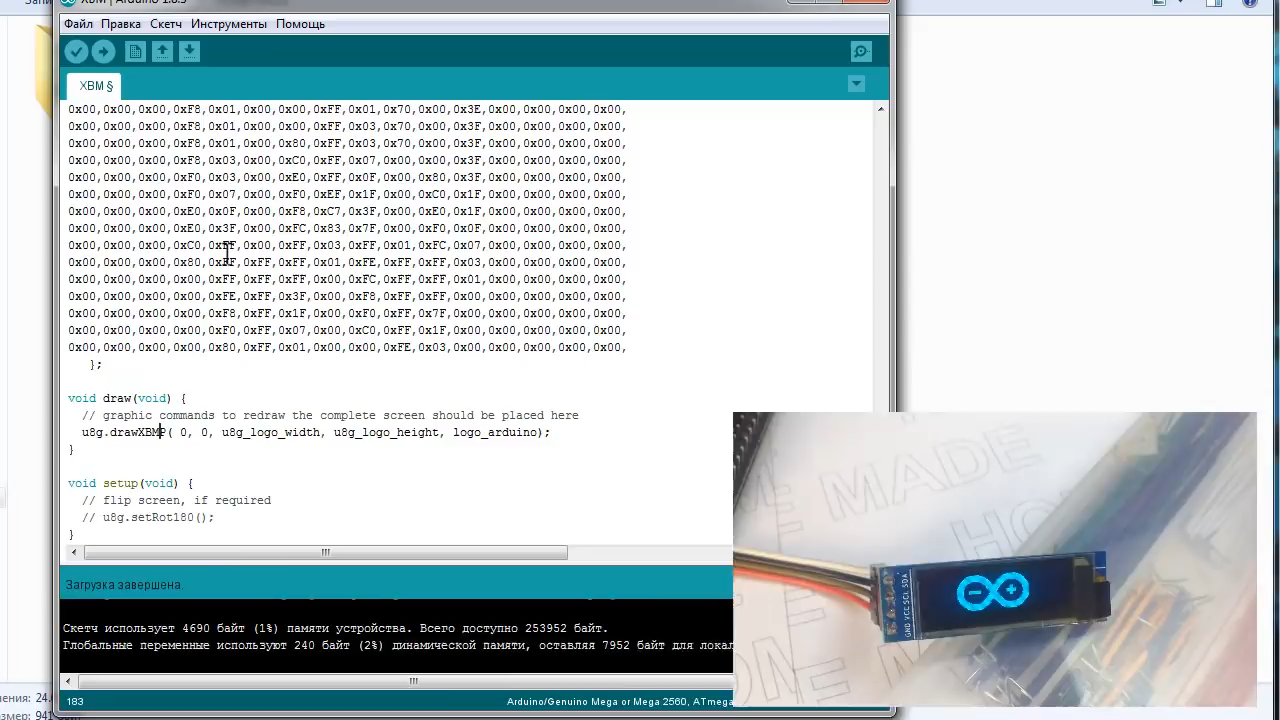 XBM | Arduino 1.8.5
Файл Правка Скетч Инструменты Помощь
XBM §
0x00,0x00,0x00,0xF8,0x01,0x00,0x00,0xFF,0x01,0x70,0x00,0x3E,0x00,0x00,0x00,0x00,
0x00,0x00,0x00,0xF8,0x01,0x00,0x00,0xFF,0x03,0x70,0x00,0x3F,0x00,0x00,0x00,0x00,
0x00,0x00,0x00,0xF8,0x01,0x00,0x80,0xFF,0x03,0x70,0x00,0x3F,0x00,0x00,0x00,0x00,
0x00,0x00,0x00,0xF8,0x03,0x00,0xC0,0xFF,0x07,0x00,0x00,0x3F,0x00,0x00,0x00,0x00,
0x00,0x00,0x00,0xF0,0x03,0x00,0xE0,0xFF,0x0F,0x00,0x80,0x3F,0x00,0x00,0x00,0x00,
0x00,0x00,0x00,0xF0,0x07,0x00,0xF0,0xEF,0x1F,0x00,0xC0,0x1F,0x00,0x00,0x00,0x00,
0x00,0x00,0x00,0xE0,0x0F,0x00,0xF8,0xC7,0x3F,0x00,0xE0,0x1F,0x00,0x00,0x00,0x00,
0x00,0x00,0x00,0xE0,0x3F,0x00,0xFC,0x83,0x7F,0x00,0xF0,0x0F,0x00,0x00,0x00,0x00,
0x00,0x00,0x00,0xC0,0xFF,0x00,0xFF,0x03,0xFF,0x01,0xFC,0x07,0x00,0x00,0x00,0x00,
0x00,0x00,0x00,0x80,0xFF,0xFF,0xFF,0x01,0xFE,0xFF,0xFF,0x03,0x00,0x00,0x00,0x00,
0x00,0x00,0x00,0x00,0xFF,0xFF,0xFF,0x00,0xFC,0xFF,0xFF,0x01,0x00,0x00,0x00,0x00,
0x00,0x00,0x00,0x00,0xFE,0xFF,0x3F,0x00,0xF8,0xFF,0xFF,0x00,0x00,0x00,0x00,0x00,
0x00,0x00,0x00,0x00,0xF8,0xFF,0x1F,0x00,0xF0,0xFF,0x7F,0x00,0x00,0x00,0x00,0x00,
0x00,0x00,0x00,0x00,0xF0,0xFF,0x07,0x00,0xC0,0xFF,0x1F,0x00,0x00,0x00,0x00,0x00,
0x00,0x00,0x00,0x00,0x80,0xFF,0x01,0x00,0x00,0xFE,0x03,0x00,0x00,0x00,0x00,0x00,
};
void draw(void) {
// graphic commands to redraw the complete screen should be placed here
u8g.drawXBMP( 0, 0, u8g_logo_width, u8g_logo_height, logo_arduino);
}
void setup(void) {
// flip screen, if required
// u8g.setRot180();
}
Загрузка завершена.
Скетч использует 4690 байт (1%) памяти устройства. Всего доступно 253952 байт.
Глобальные переменные используют 240 байт (2%) динамической памяти, оставляя 7952 байт для локал
183
Arduino/Genuino Mega or Mega 2560, ATmega
MADE
HOME
GND VCC SCL SDA